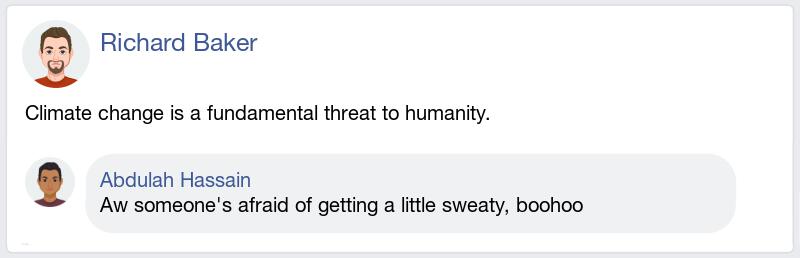 Richard Baker
Climate change is a fundamental threat to humanity.
Abdulah Hassain
Aw someone's afraid of getting a little sweaty, boohoo